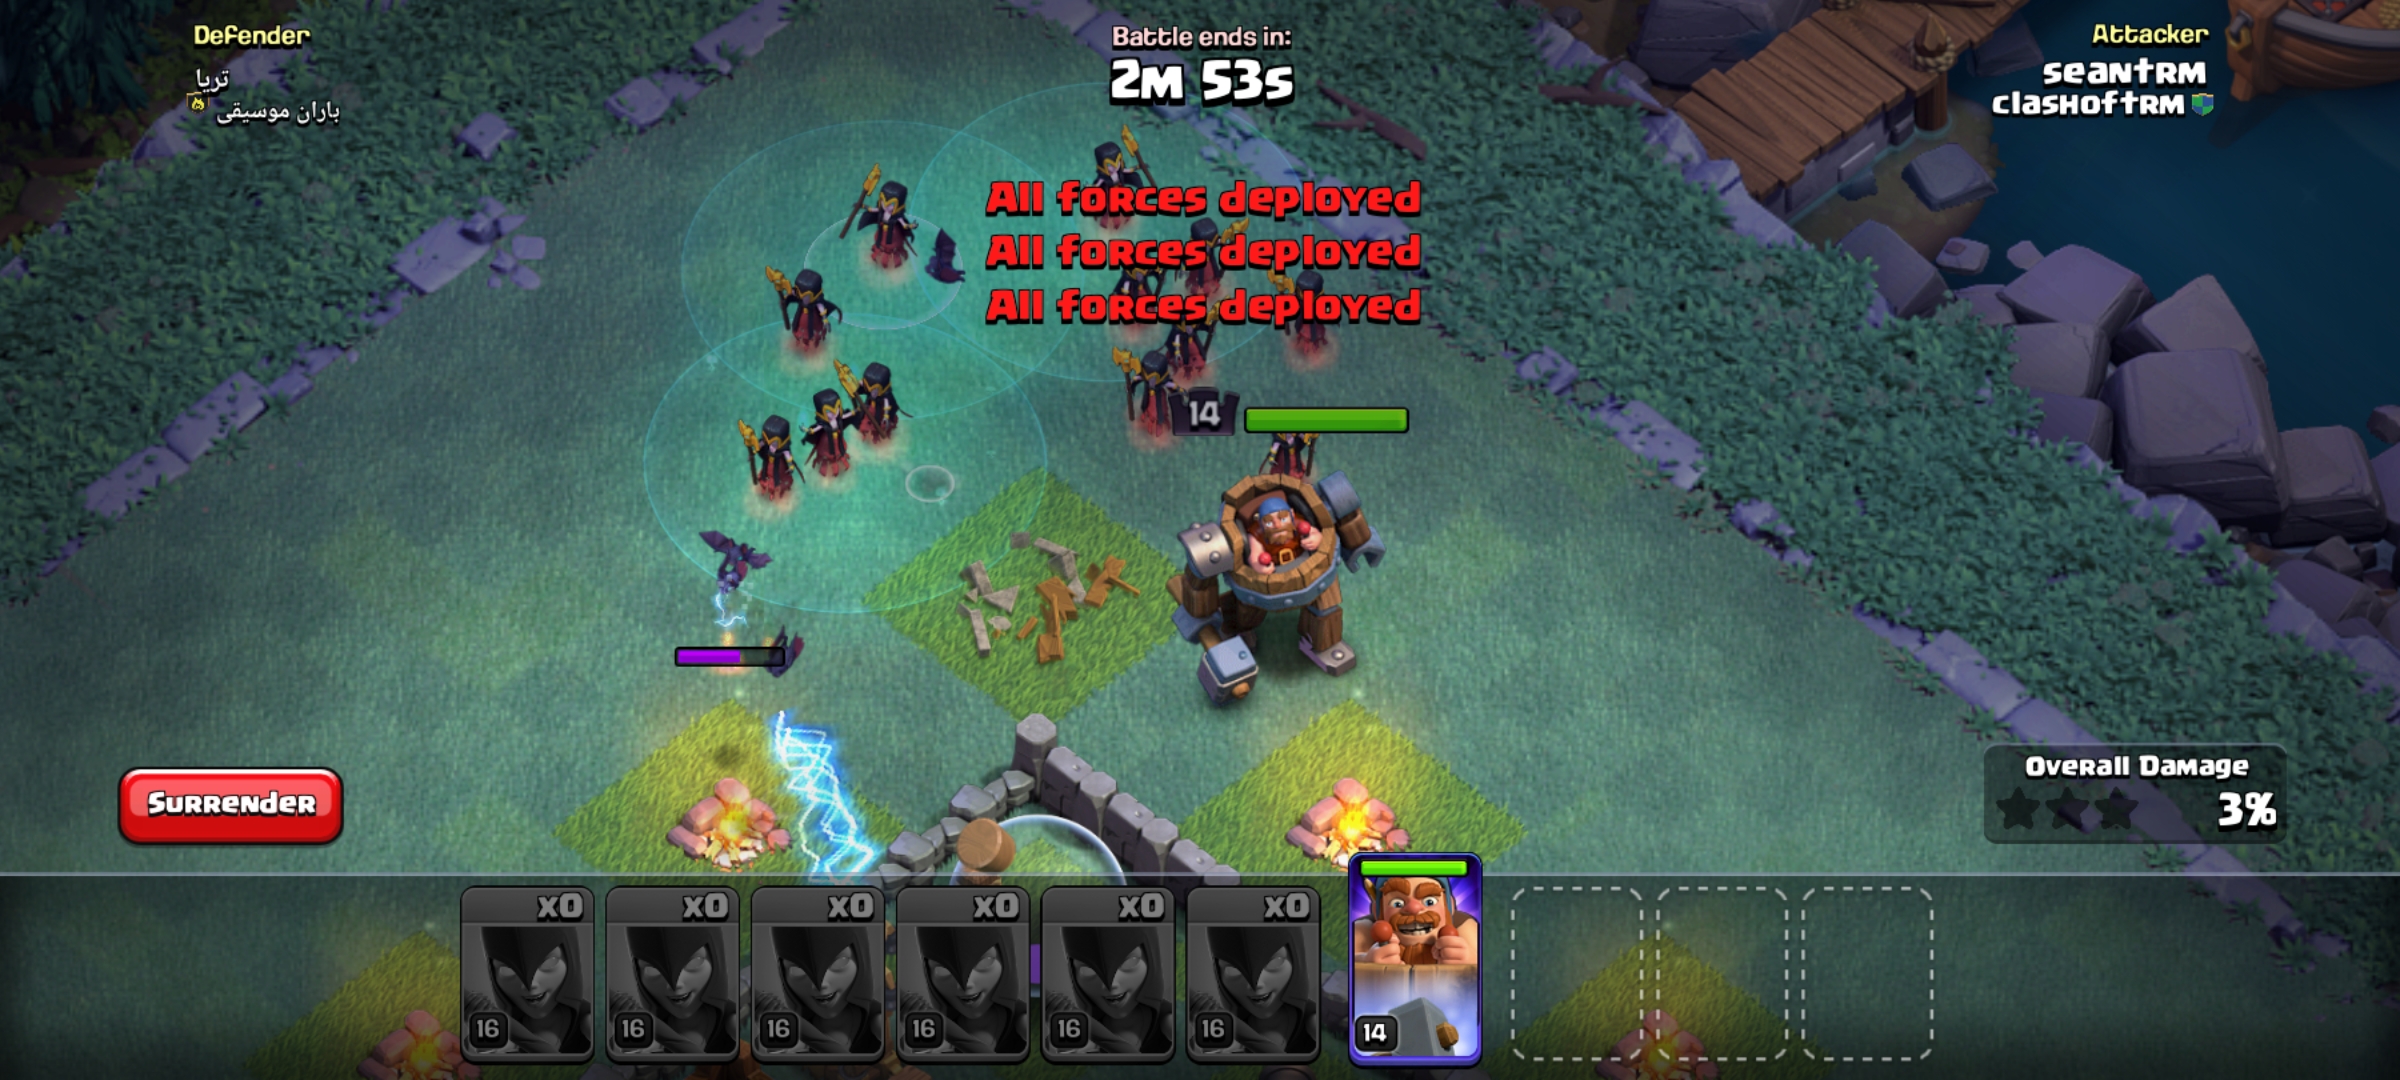 Defender
تریا
باران موسیقی
Battle ends in:
2M 53s
Attacker
seantRM
clashoftRM
All forces deployed
All forces deployed
All forces deployed
14
Surrender
Overall Damage
3%
x0 x0 x0 x0 x0 x0
16 16 16 16 16 16 14